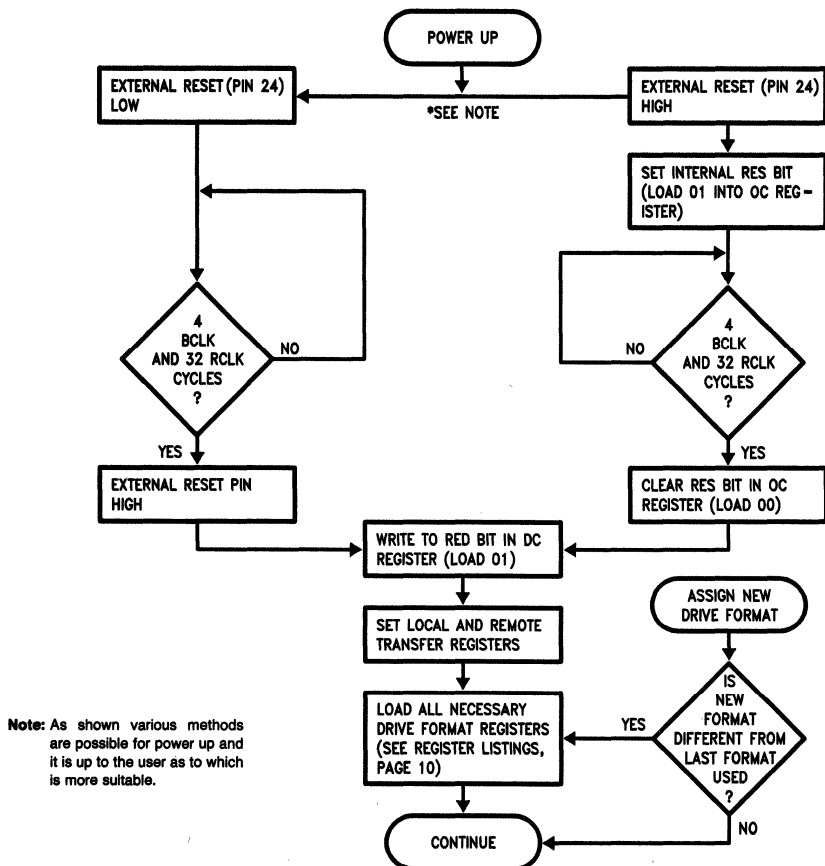 POWER UP
EXTERNAL RESET (PIN 24)
LOW
*SEE NOTE
EXTERNAL RESET (PIN 24)
HIGH
SET INTERNAL RES BIT
(LOAD 01 INTO OC REG-
ISTER)
4
BCLK
AND 32 RCLK
CYCLES
?
NO
YES
4
BCLK
AND 32 RCLK
CYCLES
?
NO
YES
EXTERNAL RESET PIN
HIGH
CLEAR RES BIT IN OC
REGISTER (LOAD 00)
WRITE TO RED BIT IN DC
REGISTER (LOAD 01)
SET LOCAL AND REMOTE
TRANSFER REGISTERS
LOAD ALL NECESSARY
DRIVE FORMAT REGISTERS
(SEE REGISTER LISTINGS,
PAGE 10)
ASSIGN NEW
DRIVE FORMAT
IS
NEW
FORMAT
DIFFERENT FROM
LAST FORMAT
USED
?
YES
NO
CONTINUE
Note: As shown various methods
are possible for power up and
it is up to the user as to which
is more suitable.